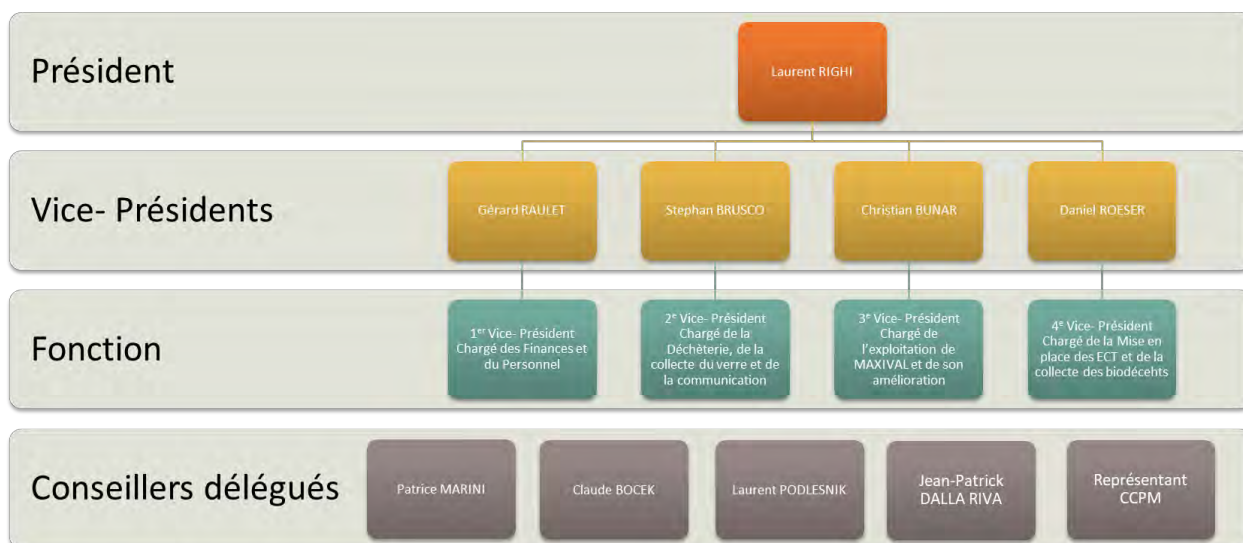 Président
Laurent RIGHI
Vice- Présidents
Gérard RAULET
Stephan BRUSCO
Christian BUNAR
Daniel ROESER
Fonction
1er Vice- Président
Chargé des Finances et
du Personnel
2e Vice- Président
Chargé de la
Déchèterie, de la
collecte du verre et de
la communication
3e Vice- Président
Chargé de
l'exploitation de
MAXIVAL et de son
amélioration
4e Vice- Président
Chargé de la Mise en
place des ECT et de la
collecte des biodécehts
Conseillers délégués
Patrice MARINI
Claude BOCEK
Laurent PODLESNIK
Jean-Patrick
DALLA RIVA
Représentant
CCPM